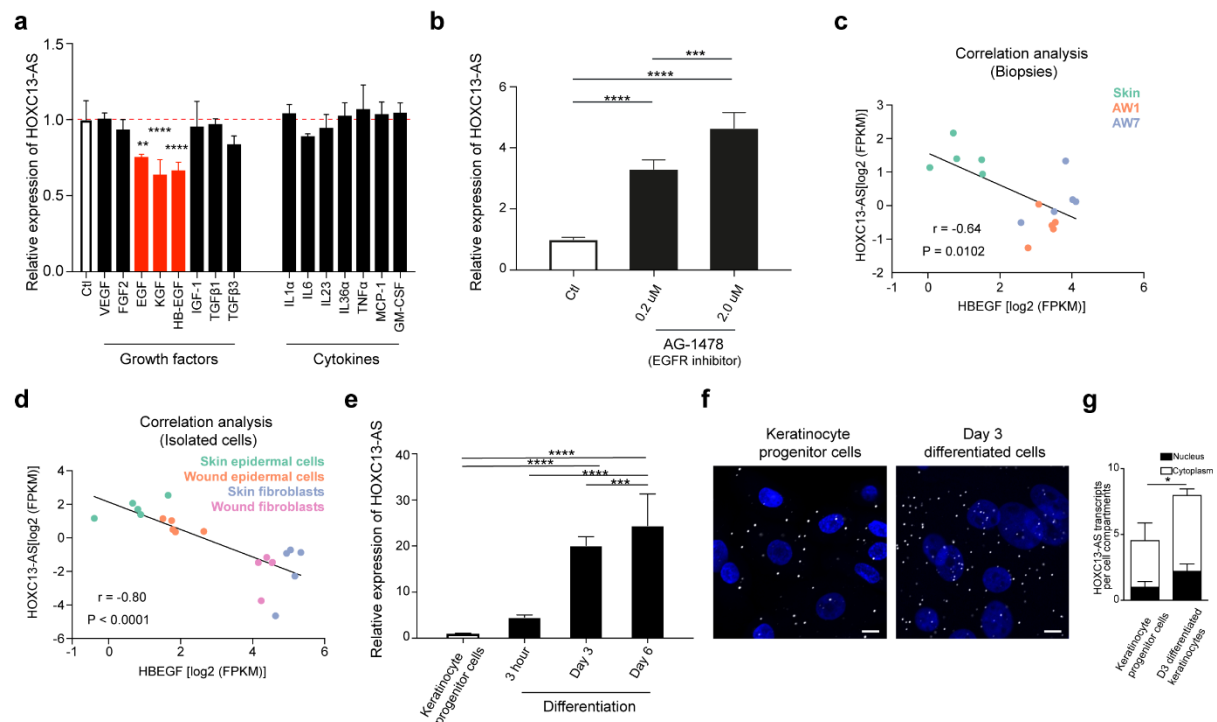 a
Relative expression of HOXC13-AS
1.5
1.0
0.5
0.0
**
****
****
Ctl
VEGF
FGF2
EGF
KGF
HB-EGF
IGF-1
TGFβ1
TGFβ3
IL1α
IL6
IL23
IL36α
TNFα
MCP-1
GM-CSF
Growth factors
Cytokines
b
Relative expression of HOXC13-AS
6
4
2
0
***
****
****
Ctl
0.2 uM
2.0 uM
AG-1478
(EGFR inhibitor)
c
Correlation analysis
(Biopsies)
Skin
AW1
AW7
HOXC13-AS[log2 (FPKM)]
3
2
1
0
-1
-2
r = -0.64
P = 0.0102
-1
1
3
5
HBEGF [log2 (FPKM)]
d
Correlation analysis
(Isolated cells)
Skin epidermal cells
Wound epidermal cells
Skin fibroblasts
Wound fibroblasts
HOXC13-AS[log2 (FPKM)]
4
2
0
-2
-4
-6
r = -0.80
P < 0.0001
-1
0
2
4
6
HBEGF [log2 (FPKM)]
e
Relative expression of HOXC13-AS
40
30
20
10
0
****
****
****
***
Keratinocyte
progenitor cells
3 hour
Day 3
Day 6
Differentiation
f
Keratinocyte
progenitor cells
Day 3
differentiated cells
g
Nucleus
Cytoplasm
HOXC13-AS transcripts
per cell compartments
10
5
0
*
Keratinocyte
progenitor cells
D3 differentiated
keratinocytes